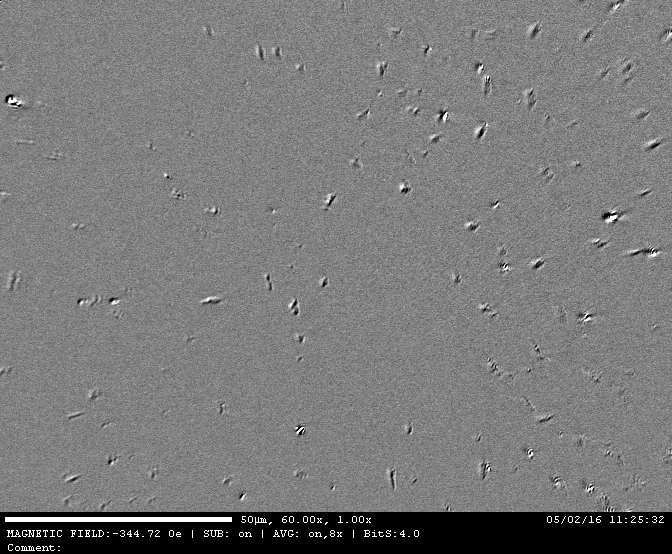 50µm, 60.00x, 1.00x 05/02/16 11:25:32
MAGNETIC FIELD:-344.72 Oe | SUB: on | AVG: on,8x | BitS:4.0
Comment: